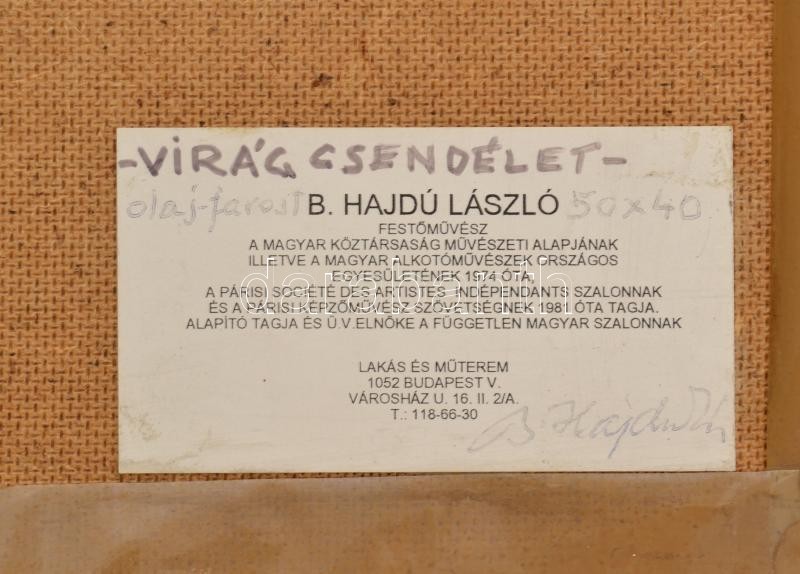 -VIRÁG CSENDÉLET-
olaj-farost B. HAJDÚ LÁSZLÓ 50x40
FESTŐMŰVÉSZ
A MAGYAR KÖZTÁRSASÁG MŰVÉSZETI ALAPJÁNAK
ILLETVE A MAGYAR ALKOTÓMŰVÉSZEK ORSZÁGOS
EGYESÜLETÉNEK 1974 ÓTA,
A PÁRISI SOCIÉTÉ DES ARTISTES INDÉPENDANTS SZALONNAK
ÉS A PÁRISI KÉPZŐMŰVÉSZ SZÖVETSÉGNEK 1981 ÓTA TAGJA.
ALAPÍTÓ TAGJA ÉS Ü.V.ELNÖKE A FÜGGETLEN MAGYAR SZALONNAK
LAKÁS ÉS MŰTEREM
1052 BUDAPEST V.
VÁROSHÁZ U. 16. II. 2/A.
T.: 118-66-30
B. Hajdu
darabanth